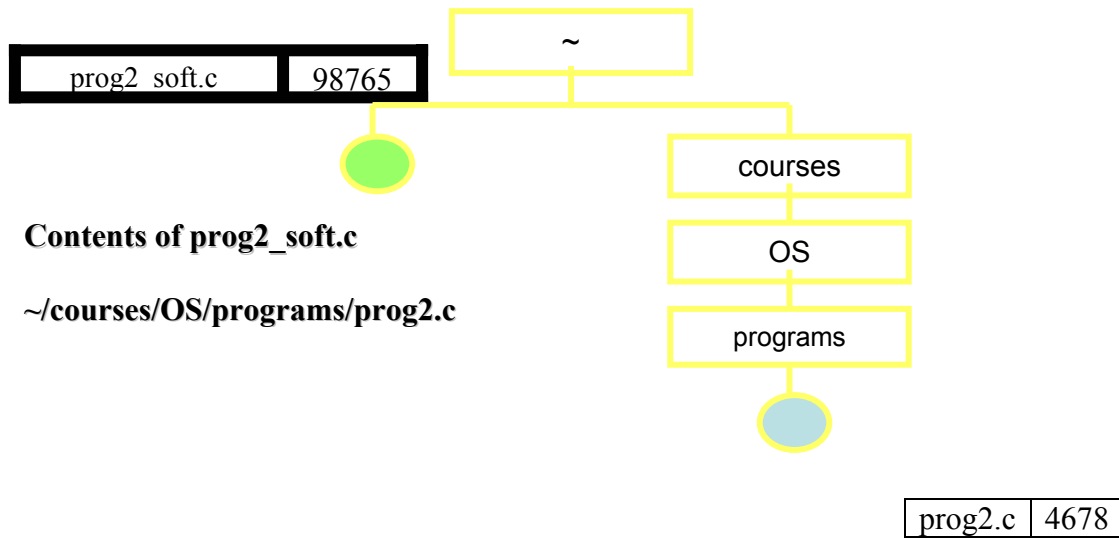 ~
prog2_soft.c 98765
courses
Contents of prog2_soft.c
OS
~/courses/OS/programs/prog2.c
programs
prog2.c 4678